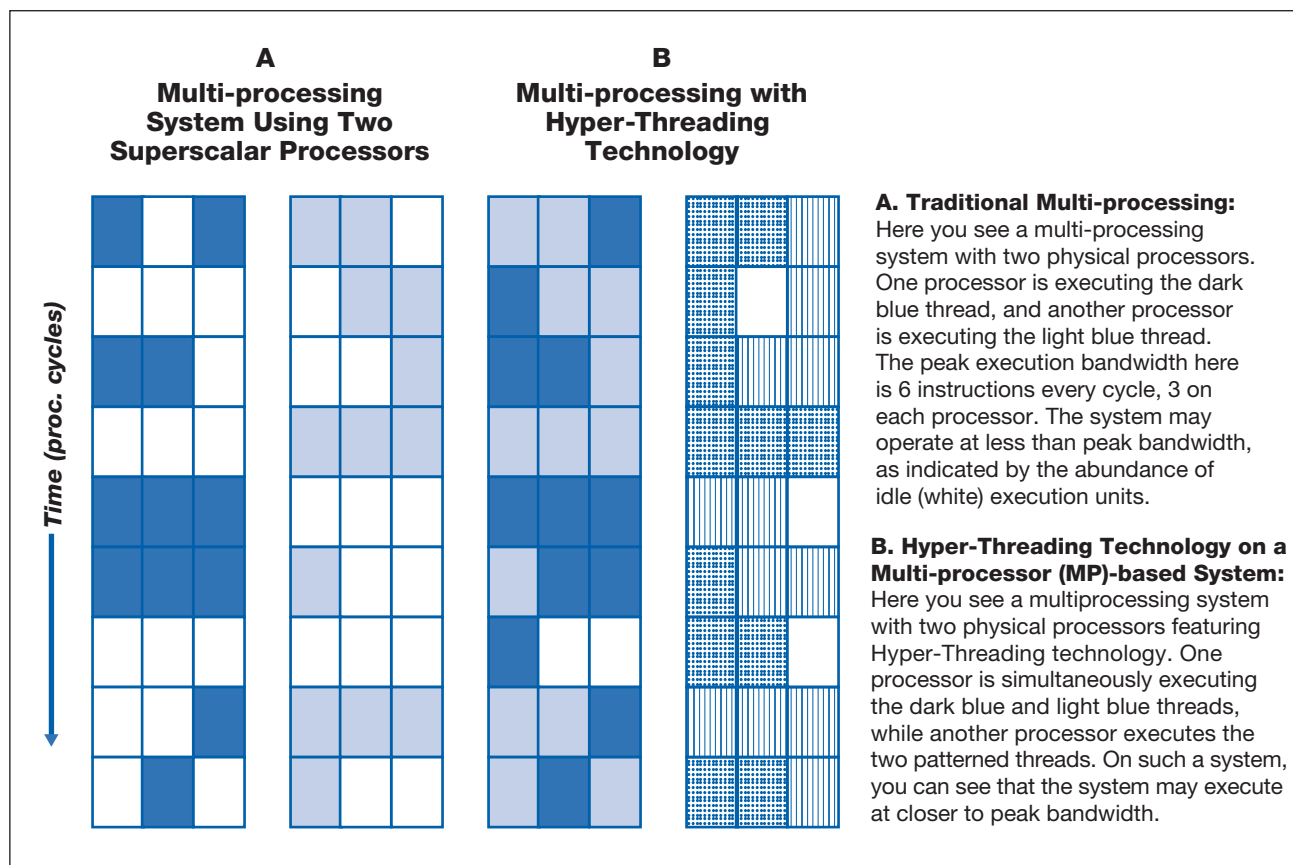 A
Multi-processing
System Using Two
Superscalar Processors
B
Multi-processing with
Hyper-Threading
Technology
Time (proc. cycles)
A. Traditional Multi-processing:
Here you see a multi-processing
system with two physical processors.
One processor is executing the dark
blue thread, and another processor
is executing the light blue thread.
The peak execution bandwidth here
is 6 instructions every cycle, 3 on
each processor. The system may
operate at less than peak bandwidth,
as indicated by the abundance of
idle (white) execution units.
B. Hyper-Threading Technology on a
Multi-processor (MP)-based System:
Here you see a multiprocessing system
with two physical processors featuring
Hyper-Threading technology. One
processor is simultaneously executing
the dark blue and light blue threads,
while another processor executes the
two patterned threads. On such a system,
you can see that the system may execute
at closer to peak bandwidth.